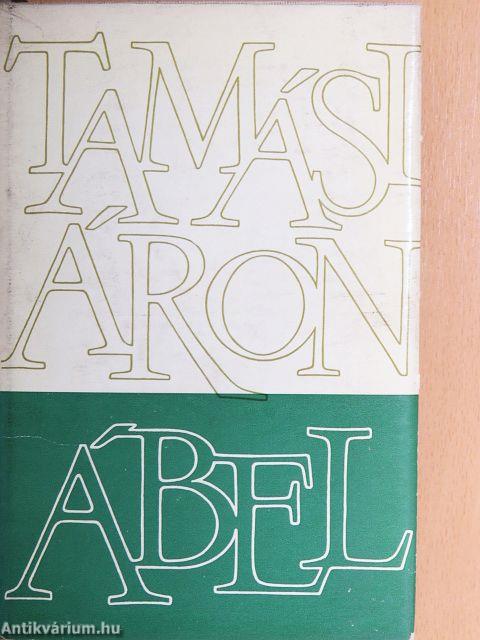 TAMÁSI
ÁRON
ÁBEL
Antikvárium.hu